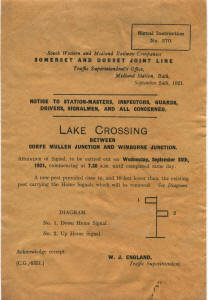 Signal Instruction
No. 370.
South Western and Midland Railway Companies
SOMERSET AND DORSET JOINT LINE
Traffic Superintendent's Office,
Midland Station, Bath,
September 24th, 1921.
NOTICE TO STATION-MASTERS, INSPECTORS, GUARDS,
DRIVERS, SIGNALMEN, AND ALL CONCERNED.
LAKE CROSSING
BETWEEN
CORFE MULLEN JUNCTION AND WIMBORNE JUNCTION.
Alteration of Signal, to be carried out on Wednesday, September 28th,
1921, commencing at 7.30 a.m. until completed same day.
A new post provided close to, and lower than, the existing
post carrying the Home Signals which will be removed. See Diagram.
DIAGRAM.
No. 1. Down Home Signal.
No. 2. Up Home Signal.
1
2
Acknowledge receipt.
W. J. ENGLAND,
Traffic Superintendent.